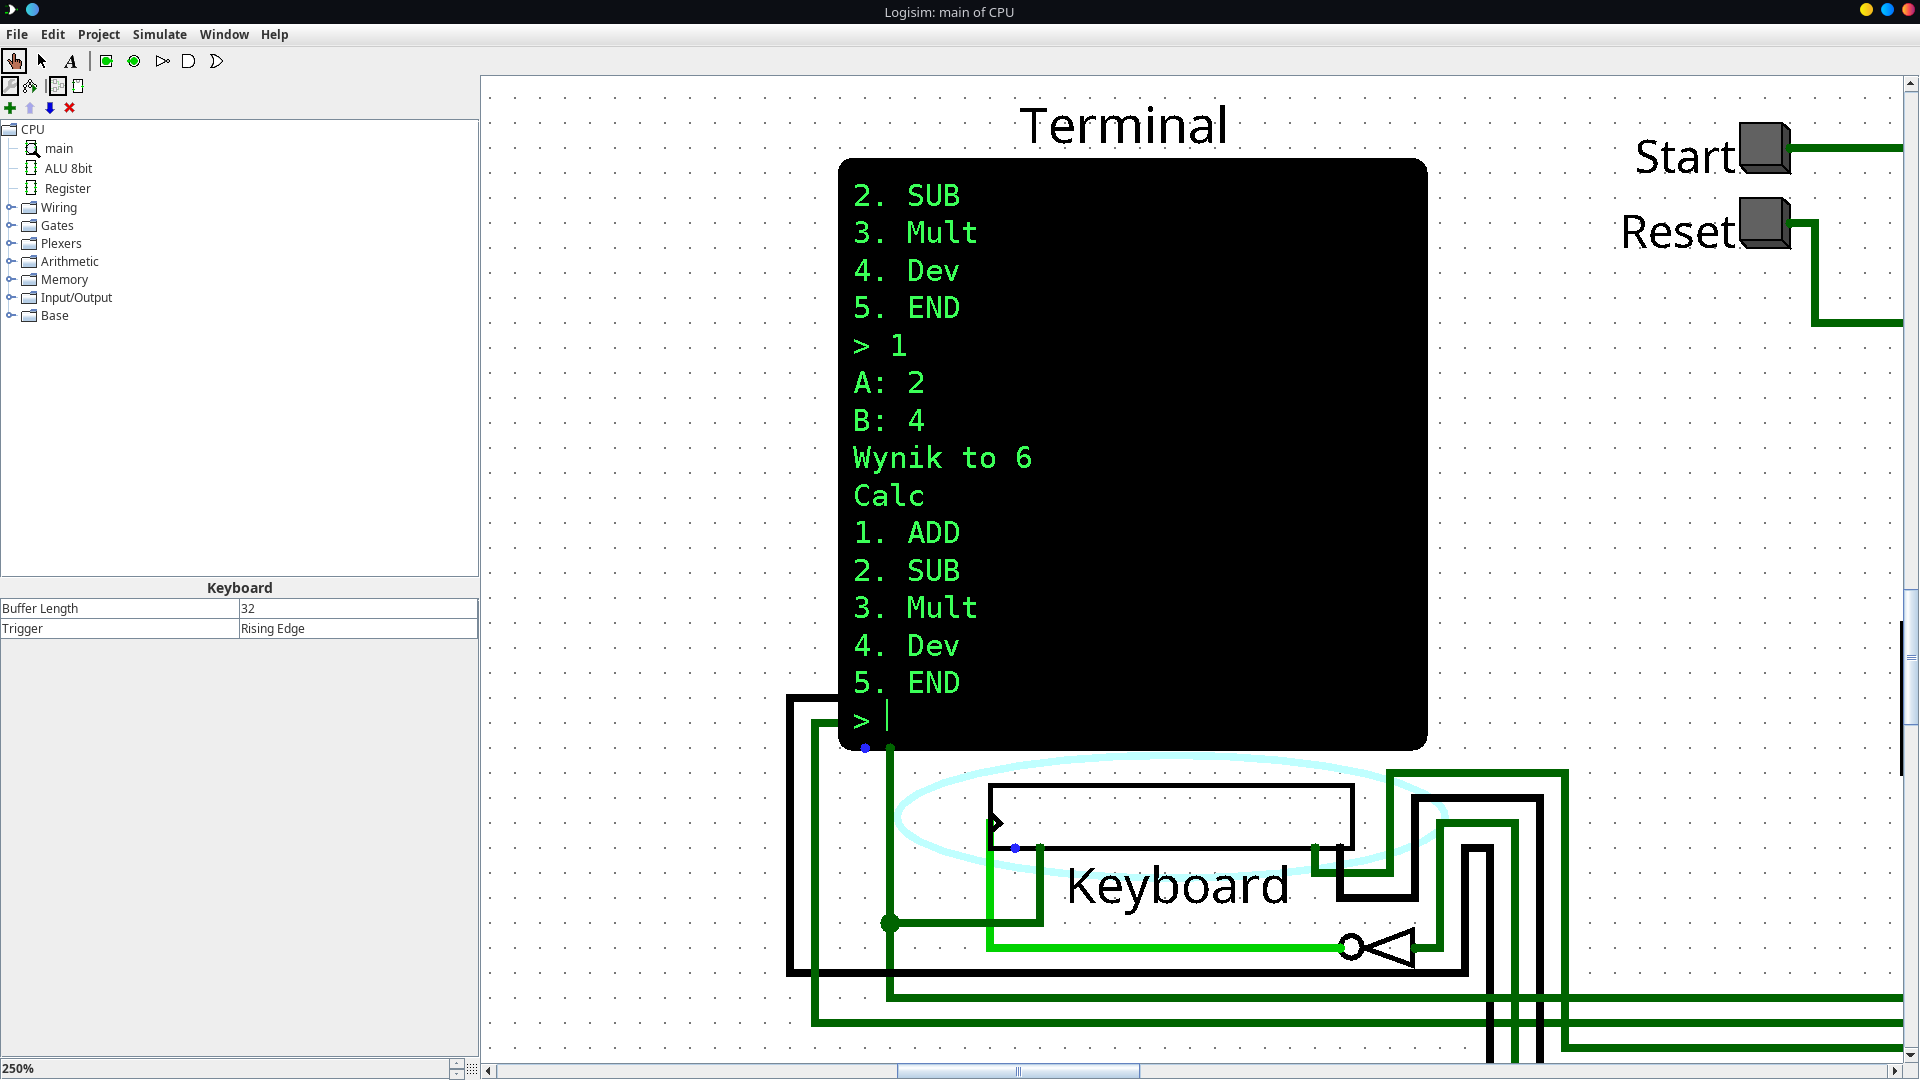 Logisim: main of CPU
File Edit Project Simulate Window Help
A
CPU
main
ALU 8bit
Register
Wiring
Gates
Plexers
Arithmetic
Memory
Input/Output
Base
Keyboard
Buffer Length 32
Trigger Rising Edge
250%
Terminal
2. SUB
3. Mult
4. Dev
5. END
> 1
A: 2
B: 4
Wynik to 6
Calc
1. ADD
2. SUB
3. Mult
4. Dev
5. END
>
Keyboard
Start
Reset